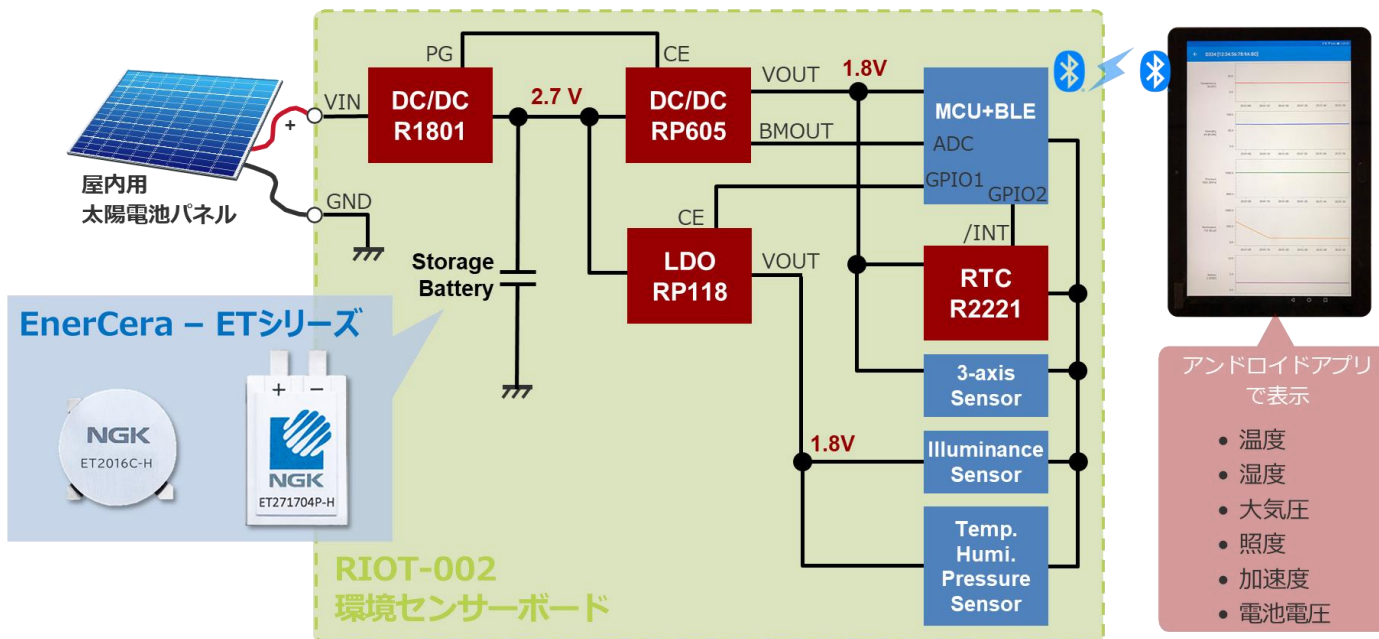 PG
CE
VIN
DC/DC
R1801
2.7 V
DC/DC
RP605
VOUT
1.8V
BMOUT
MCU+BLE
ADC
GPIO1
GPIO2
+
屋内用
太陽電池パネル
GND
CE
/INT
Storage
Battery
LDO
RP118
VOUT
RTC
R2221
EnerCera – ETシリーズ
+ −
NGK
ET2016C-H
NGK
ET271704P-H
3-axis
Sensor
1.8V
Illuminance
Sensor
Temp.
Humi.
Pressure
Sensor
RIOT-002
環境センサーボード
アンドロイドアプリ
で表示
• 温度
• 湿度
• 大気圧
• 照度
• 加速度
• 電池電圧